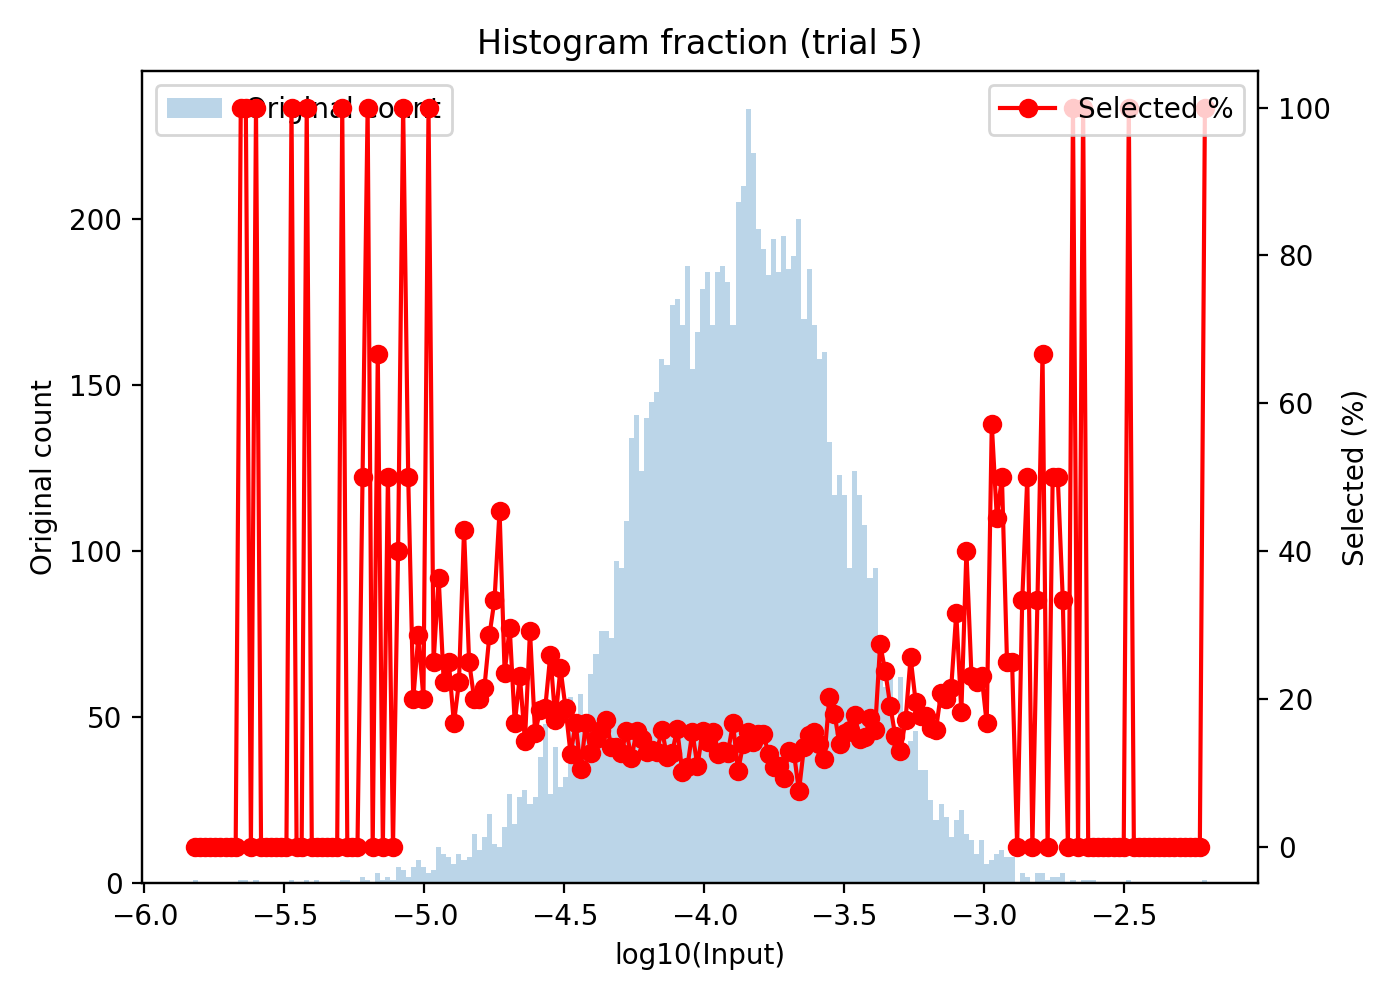 Histogram fraction (trial 5)
Original count
Selected %
200
150
100
50
0
Original count
100
80
60
40
20
0
Selected (%)
−6.0 −5.5 −5.0 −4.5 −4.0 −3.5 −3.0 −2.5
log10(Input)